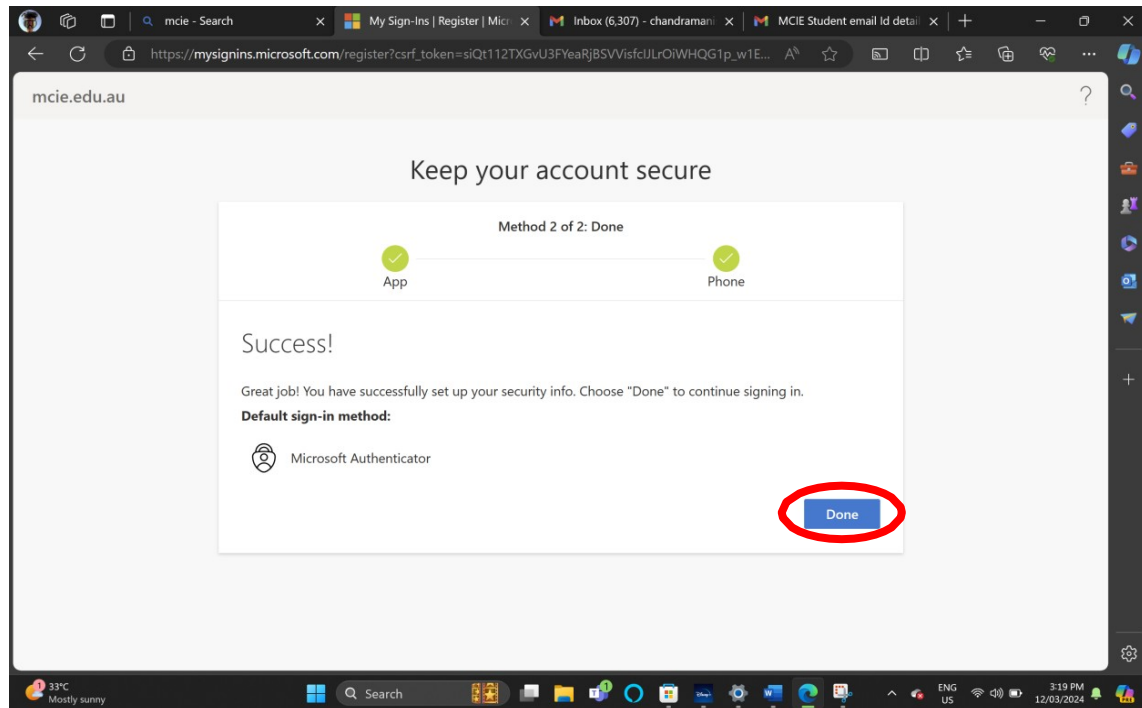 mcie - Search
My Sign-Ins | Register | Micr
Inbox (6,307) - chandramani
MCIE Student email Id detail
https://mysignins.microsoft.com/register?csrf_token=
mcie.edu.au
?
Keep your account secure
Method 2 of 2: Done
App
Phone
Success!
Great job! You have successfully set up your security info. Choose "Done" to continue signing in.
Default sign-in method:
Microsoft Authenticator
Done
1
33°C
Mostly sunny
Search
ENG
US
3:19 PM
12/03/2024